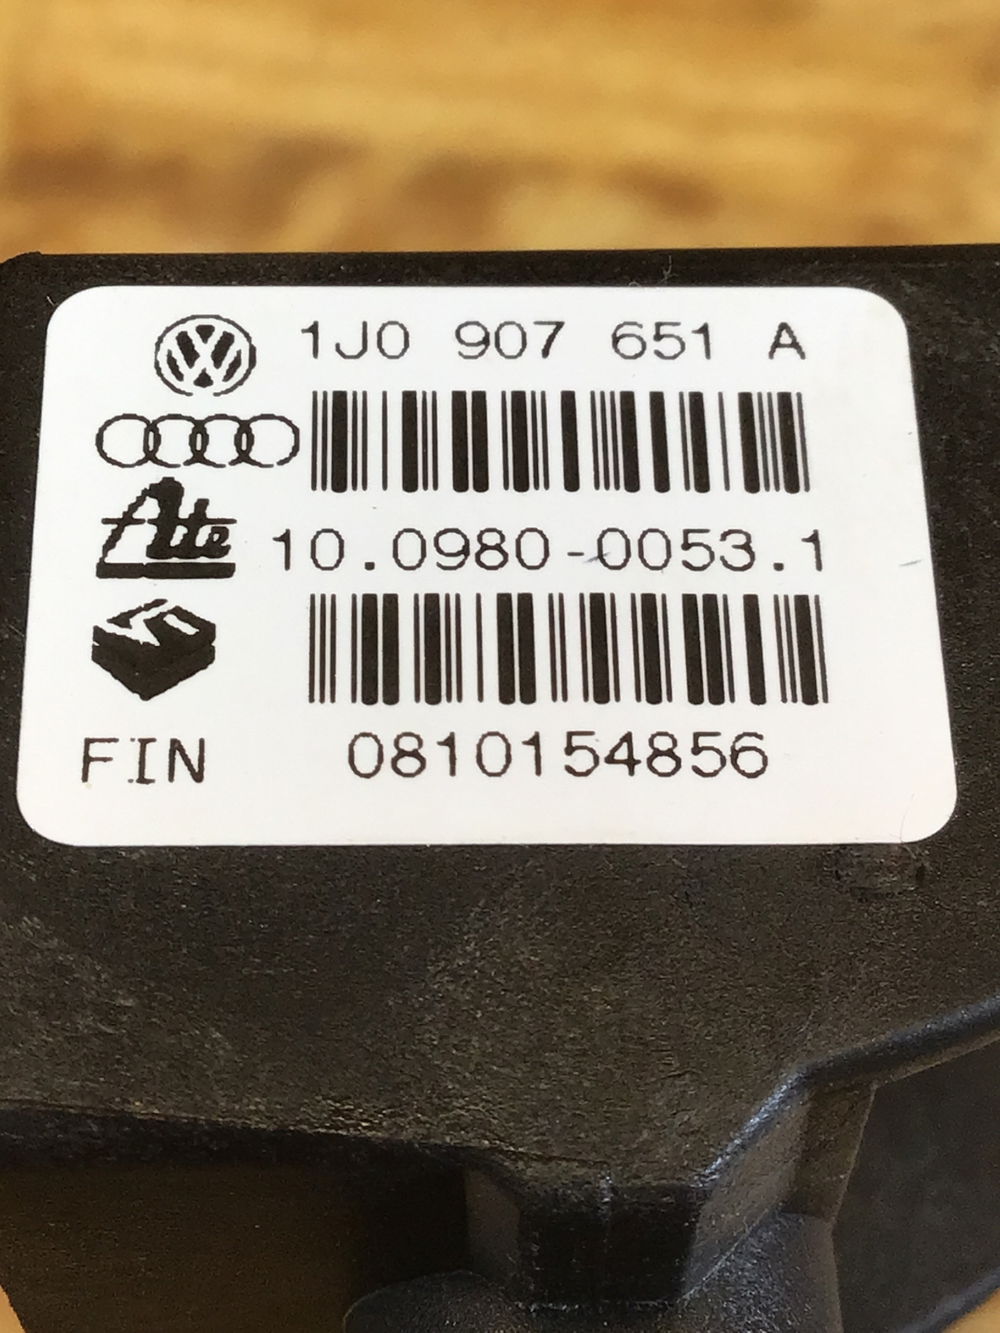 1J0 907 651 A
Ate
10.0980-0053.1
FIN 0810154856